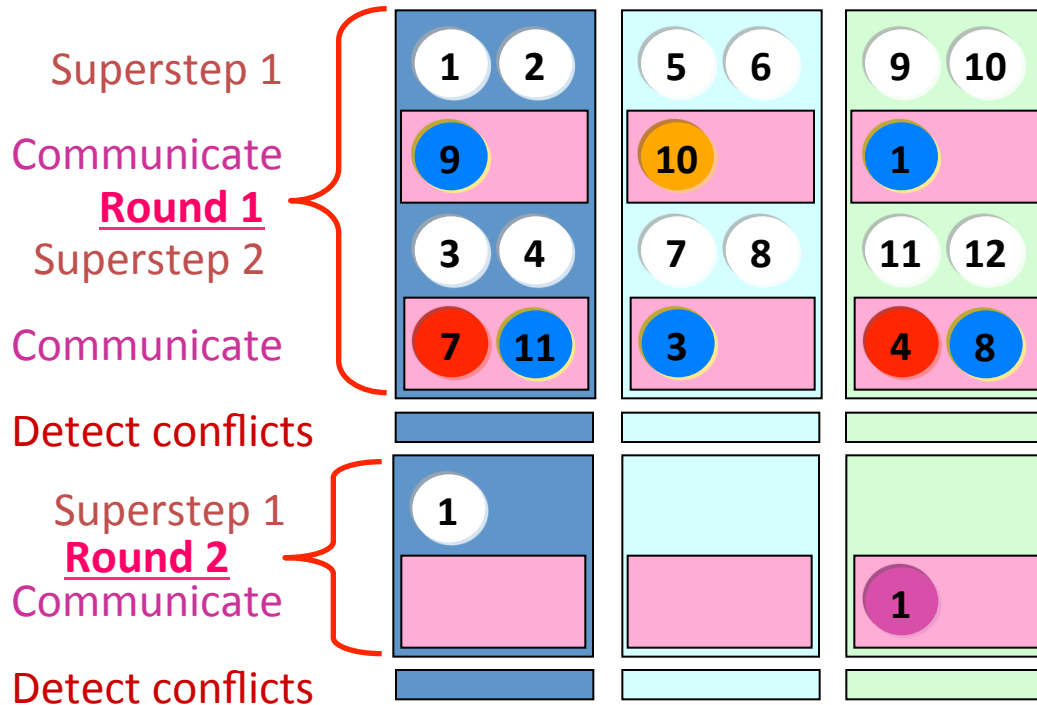 Superstep 1 1 2 5 6 9 10
Communicate 9 10 1
Round 1
Superstep 2 3 4 7 8 11 12
Communicate 7 11 3 4 8
Detect conflicts
Superstep 1 1
Round 2
Communicate 1
Detect conflicts